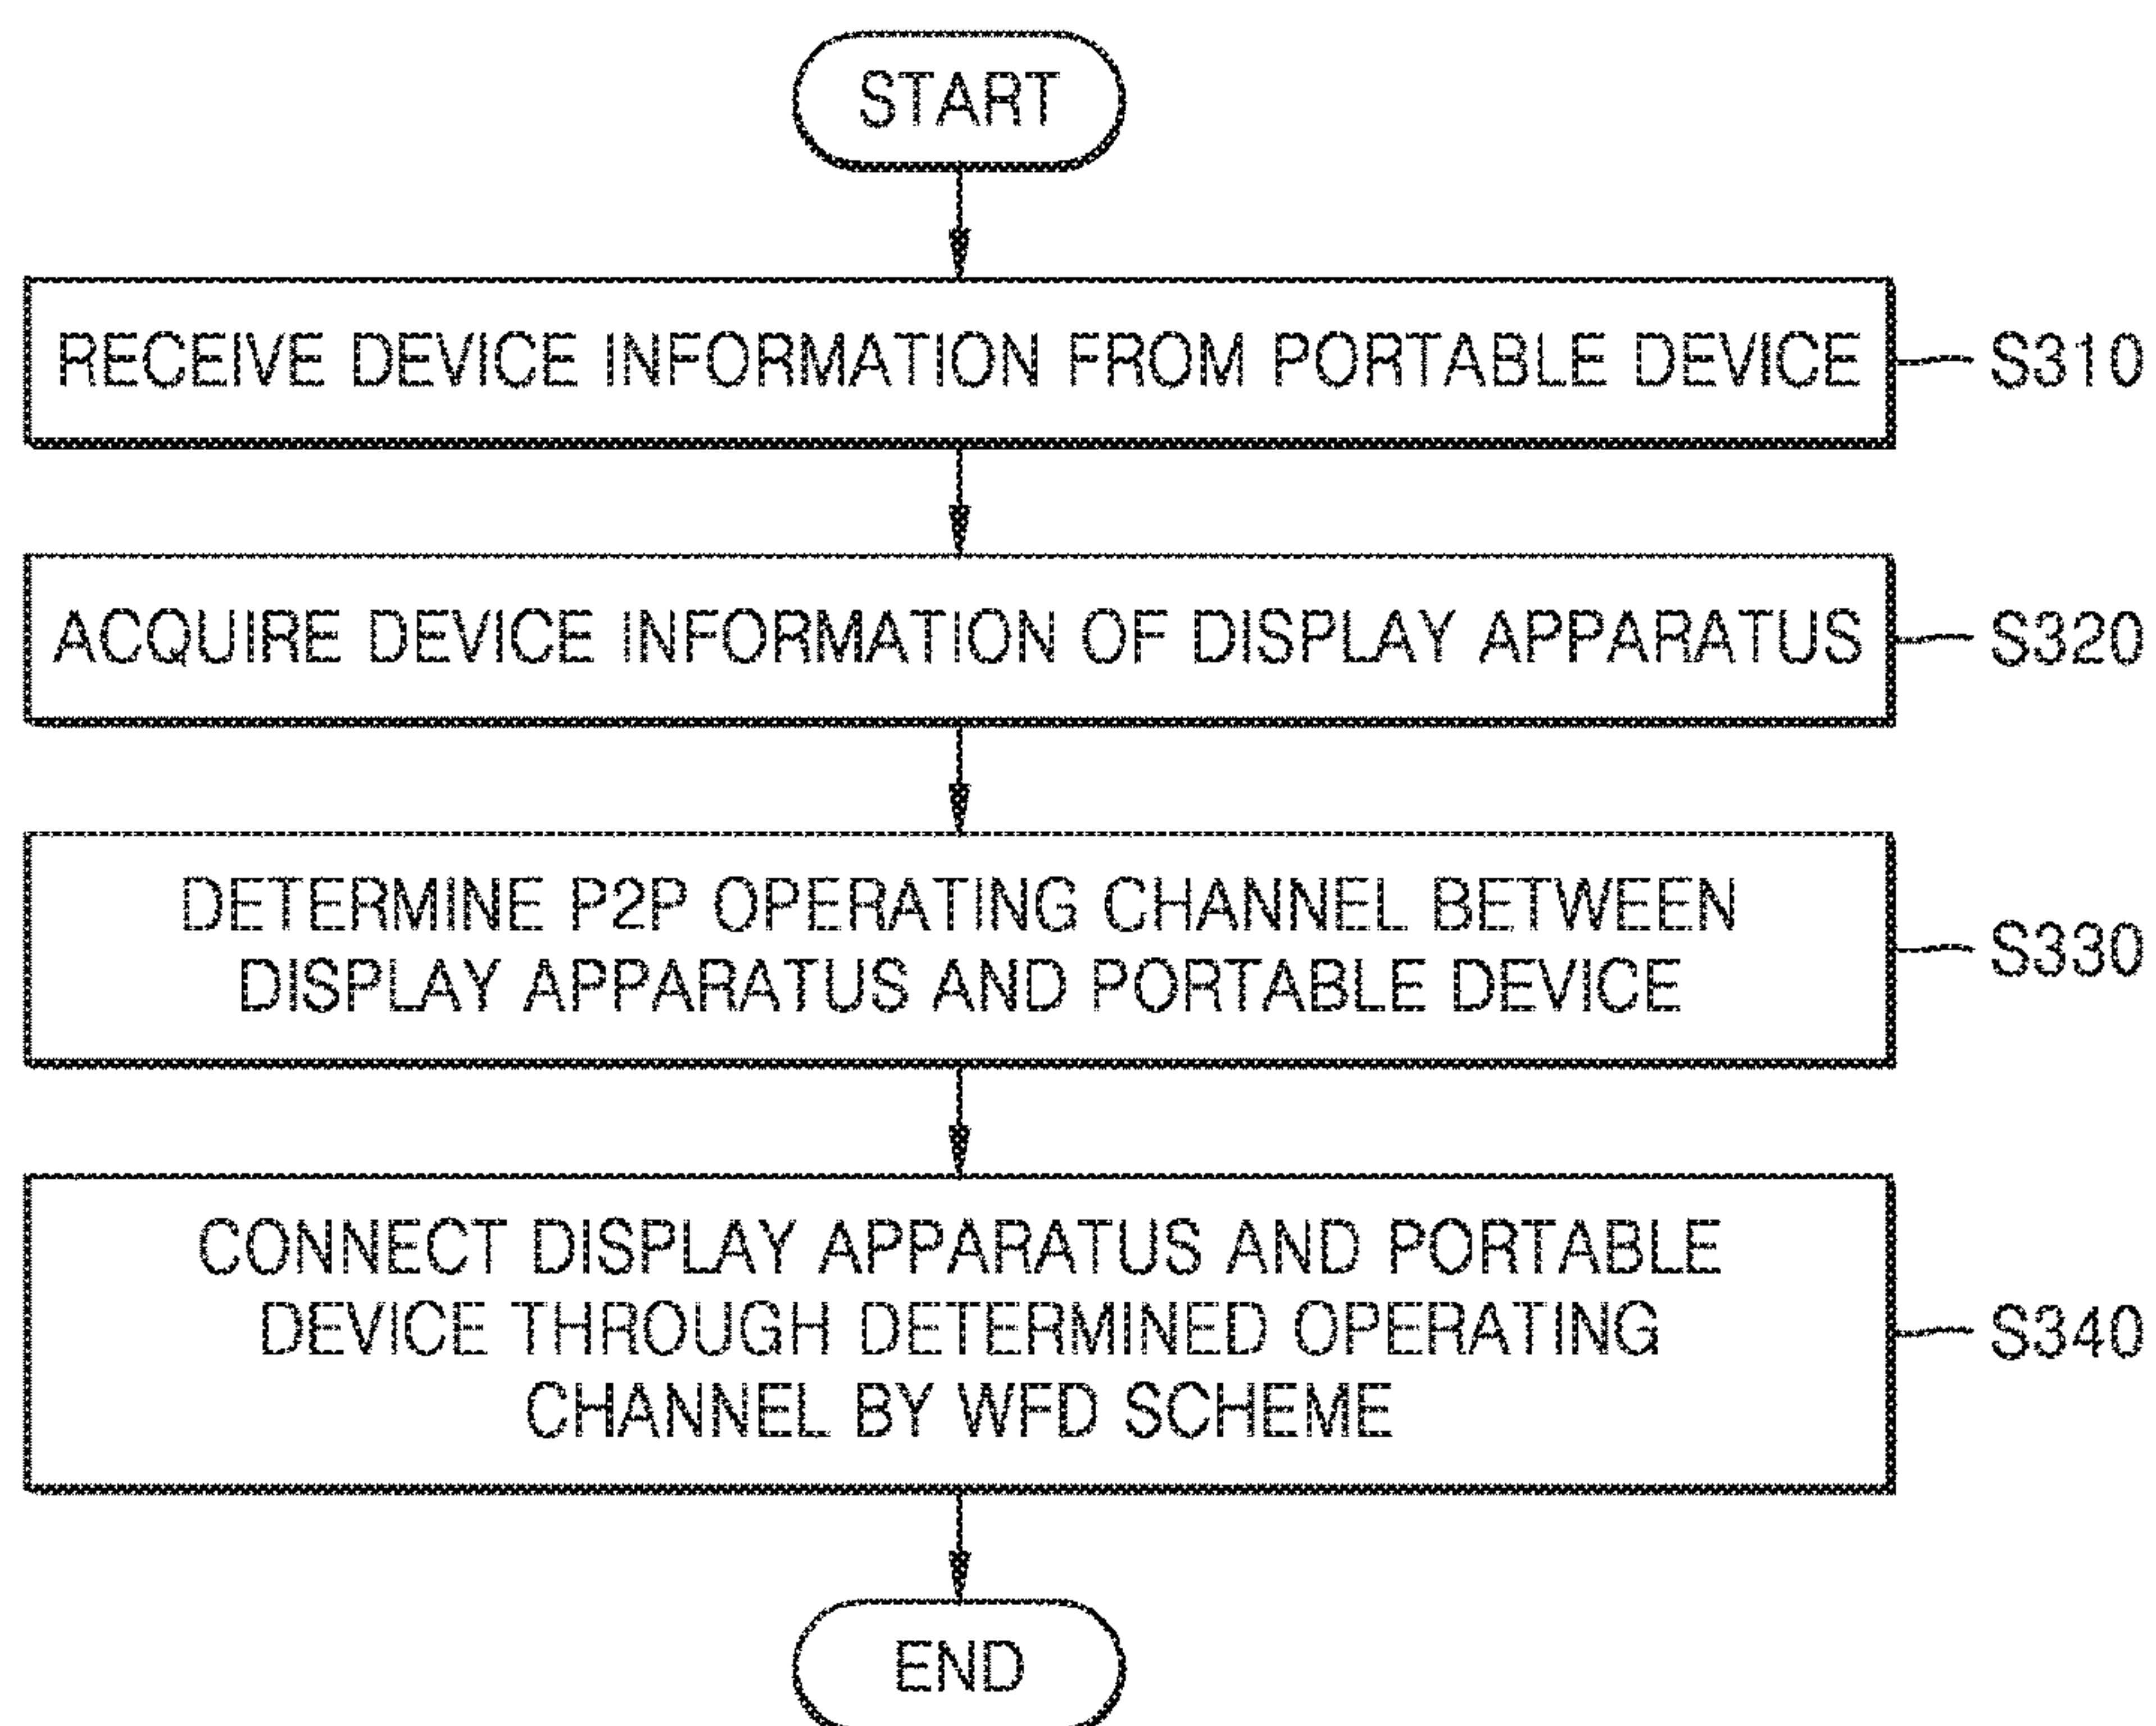 START
RECEIVE DEVICE INFORMATION FROM PORTABLE DEVICE
S310
ACQUIRE DEVICE INFORMATION OF DISPLAY APPARATUS
S320
DETERMINE P2P OPERATING CHANNEL BETWEEN
DISPLAY APPARATUS AND PORTABLE DEVICE
S330
CONNECT DISPLAY APPARATUS AND PORTABLE
DEVICE THROUGH DETERMINED OPERATING
CHANNEL BY WFD SCHEME
S340
END